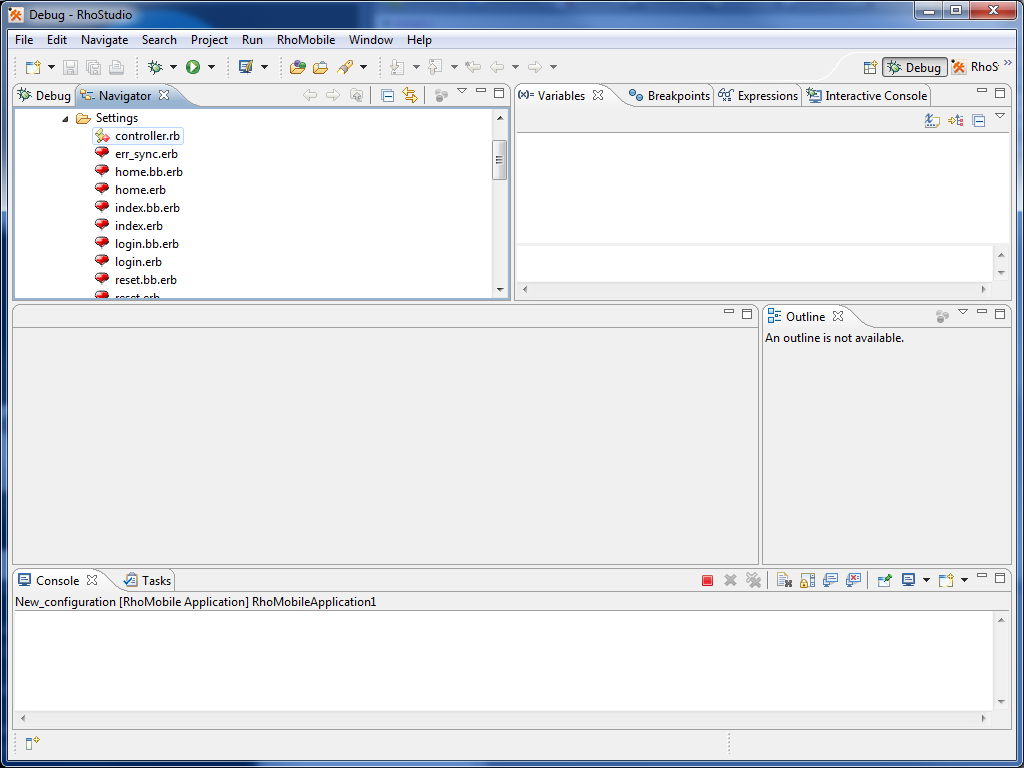 Debug - RhoStudio
File Edit Navigate Search Project Run RhoMobile Window Help
Debug RhoS
Debug Navigator
Variables Breakpoints Expressions Interactive Console
Settings
controller.rb
err_sync.erb
home.bb.erb
home.erb
index.bb.erb
index.erb
login.bb.erb
login.erb
reset.bb.erb
reset.erb
Outline
An outline is not available.
Console Tasks
New_configuration [RhoMobile Application] RhoMobileApplication1